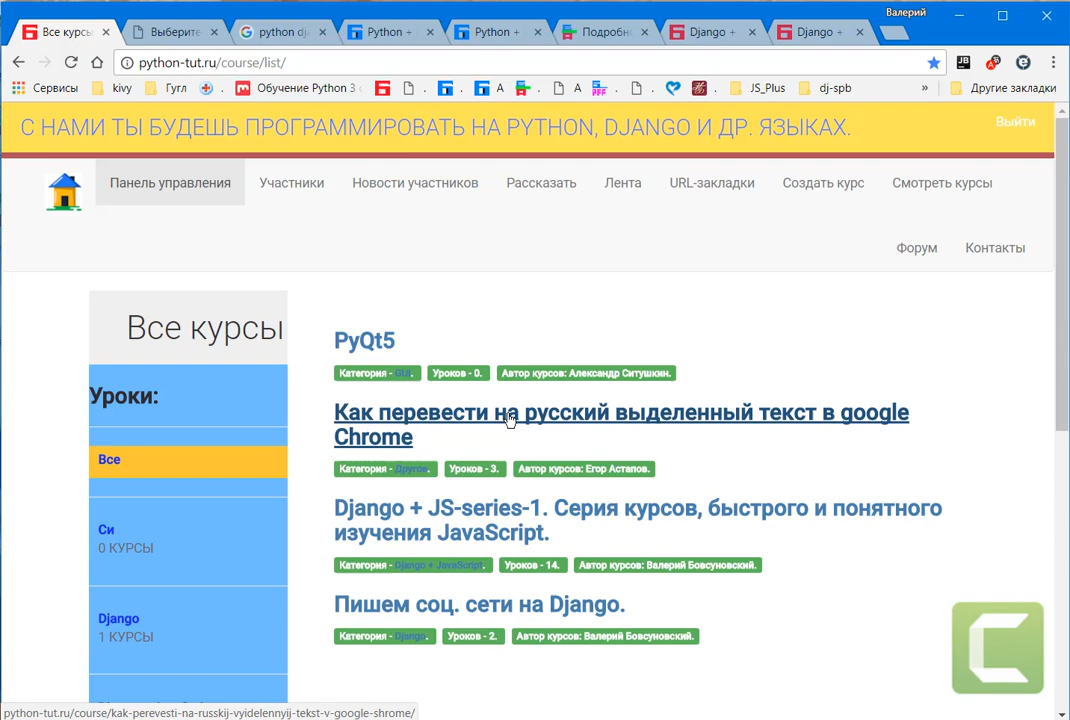 Валерий
Все курсы
Выберите
python dj
Python +
Python +
Подробн
Django +
Django +
python-tut.ru/course/list/
Сервисы
kivy
Гугл
Обучение Python 3
А
А
JS_Plus
dj-spb
»
Другие закладки
С НАМИ ТЫ БУДЕШЬ ПРОГРАММИРОВАТЬ НА PYTHON, DJANGO И ДР. ЯЗЫКАХ.
Выйти
Панель управления
Участники
Новости участников
Рассказать
Лента
URL-закладки
Создать курс
Смотреть курсы
Форум
Контакты
Все курсы
Уроки:
Все
Си
0 КУРСЫ
Django
1 КУРСЫ
PyQt5
Категория - GUI.
Уроков - 0.
Автор курсов: Александр Ситушкин.
Как перевести на русский выделенный текст в google
Chrome
Категория - Другое.
Уроков - 3.
Автор курсов: Егор Астапов.
Django + JS-series-1. Серия курсов, быстрого и понятного
изучения JavaScript.
Категория - Django + JavaScript.
Уроков - 14.
Автор курсов: Валерий Бовсуновский.
Пишем соц. сети на Django.
Категория - Django.
Уроков - 2.
Автор курсов: Валерий Бовсуновский.
python-tut.ru/course/kak-perevesti-na-russkij-vyidelennyij-tekst-v-google-shrome/